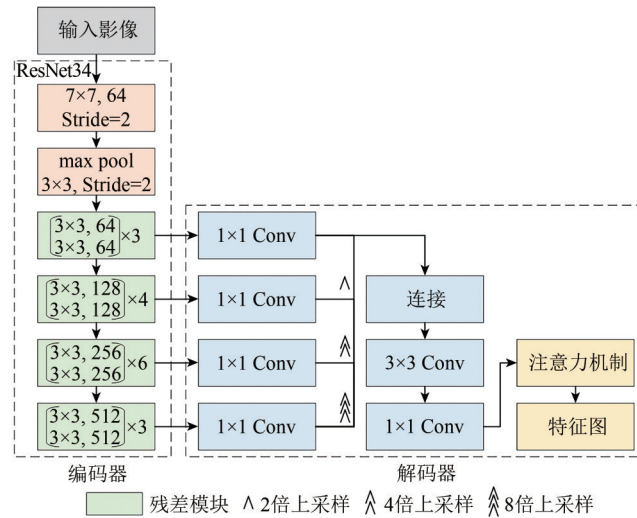 输入影像
ResNet34
7×7, 64
Stride=2
max pool
3×3, Stride=2
[3×3, 64
3×3, 64]×3
1×1 Conv
[3×3, 128
3×3, 128]×4
1×1 Conv
连接
[3×3, 256
3×3, 256]×6
1×1 Conv
3×3 Conv
注意力机制
[3×3, 512
3×3, 512]×3
1×1 Conv
1×1 Conv
特征图
编码器
解码器
残差模块 2倍上采样 4倍上采样 8倍上采样